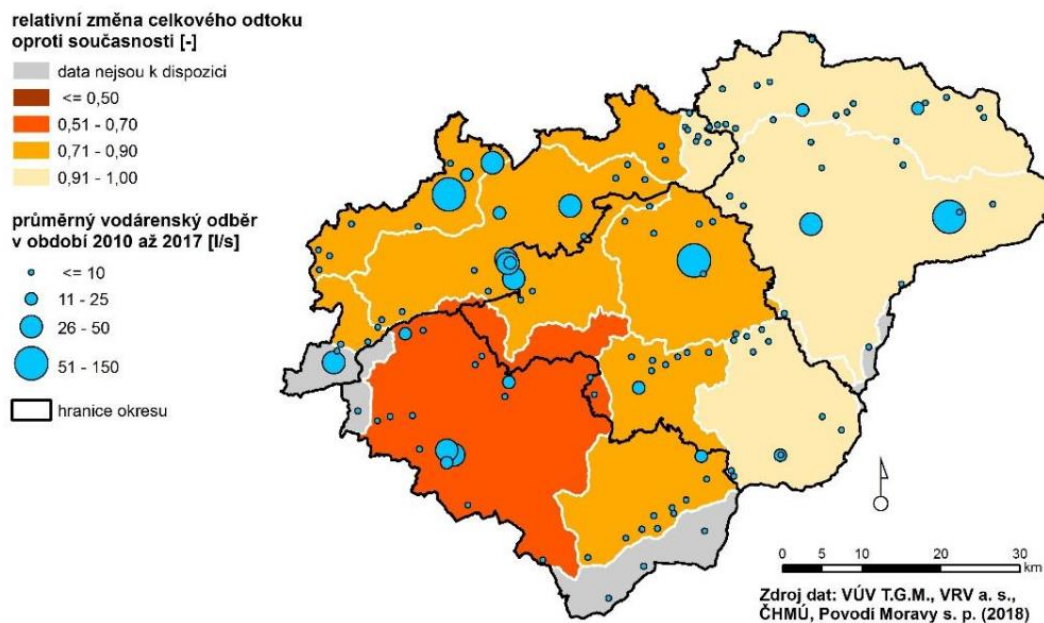 relativní změna celkového odtoku
oproti současnosti [-]
data nejsou k dispozici
<= 0,50
0,51 - 0,70
0,71 - 0,90
0,91 - 1,00
průměrný vodárenský odběr
v období 2010 až 2017 [l/s]
<= 10
11 - 25
26 - 50
51 - 150
hranice okresu
0 5 10 20 30
km
Zdroj dat: VÚV T.G.M., VRV a. s.,
ČHMÚ, Povodí Moravy s. p. (2018)